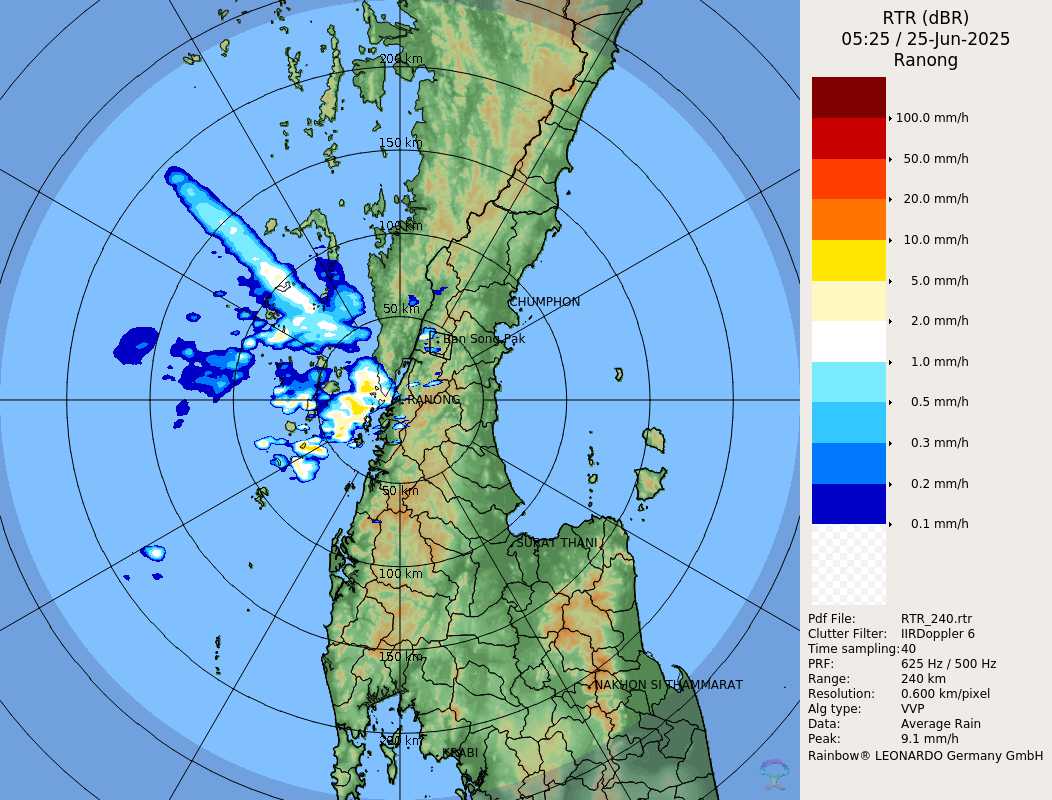 RTR (dBR)
05:25 / 25-Jun-2025
Ranong
100.0 mm/h
50.0 mm/h
20.0 mm/h
10.0 mm/h
5.0 mm/h
2.0 mm/h
1.0 mm/h
0.5 mm/h
0.3 mm/h
0.2 mm/h
0.1 mm/h
Pdf File: RTR_240.rtr
Clutter Filter: IIRDoppler 6
Time sampling: 40
PRF: 625 Hz / 500 Hz
Range: 240 km
Resolution: 0.600 km/pixel
Alg type: VVP
Data: Average Rain
Peak: 9.1 mm/h
Rainbow® LEONARDO Germany GmbH
200 km
150 km
100 km
50 km
CHUMPHON
Ban Song Pak
RANONG
50 km
SURAT THANI
100 km
150 km
NAKHON SI THAMMARAT
200 km
KRABI